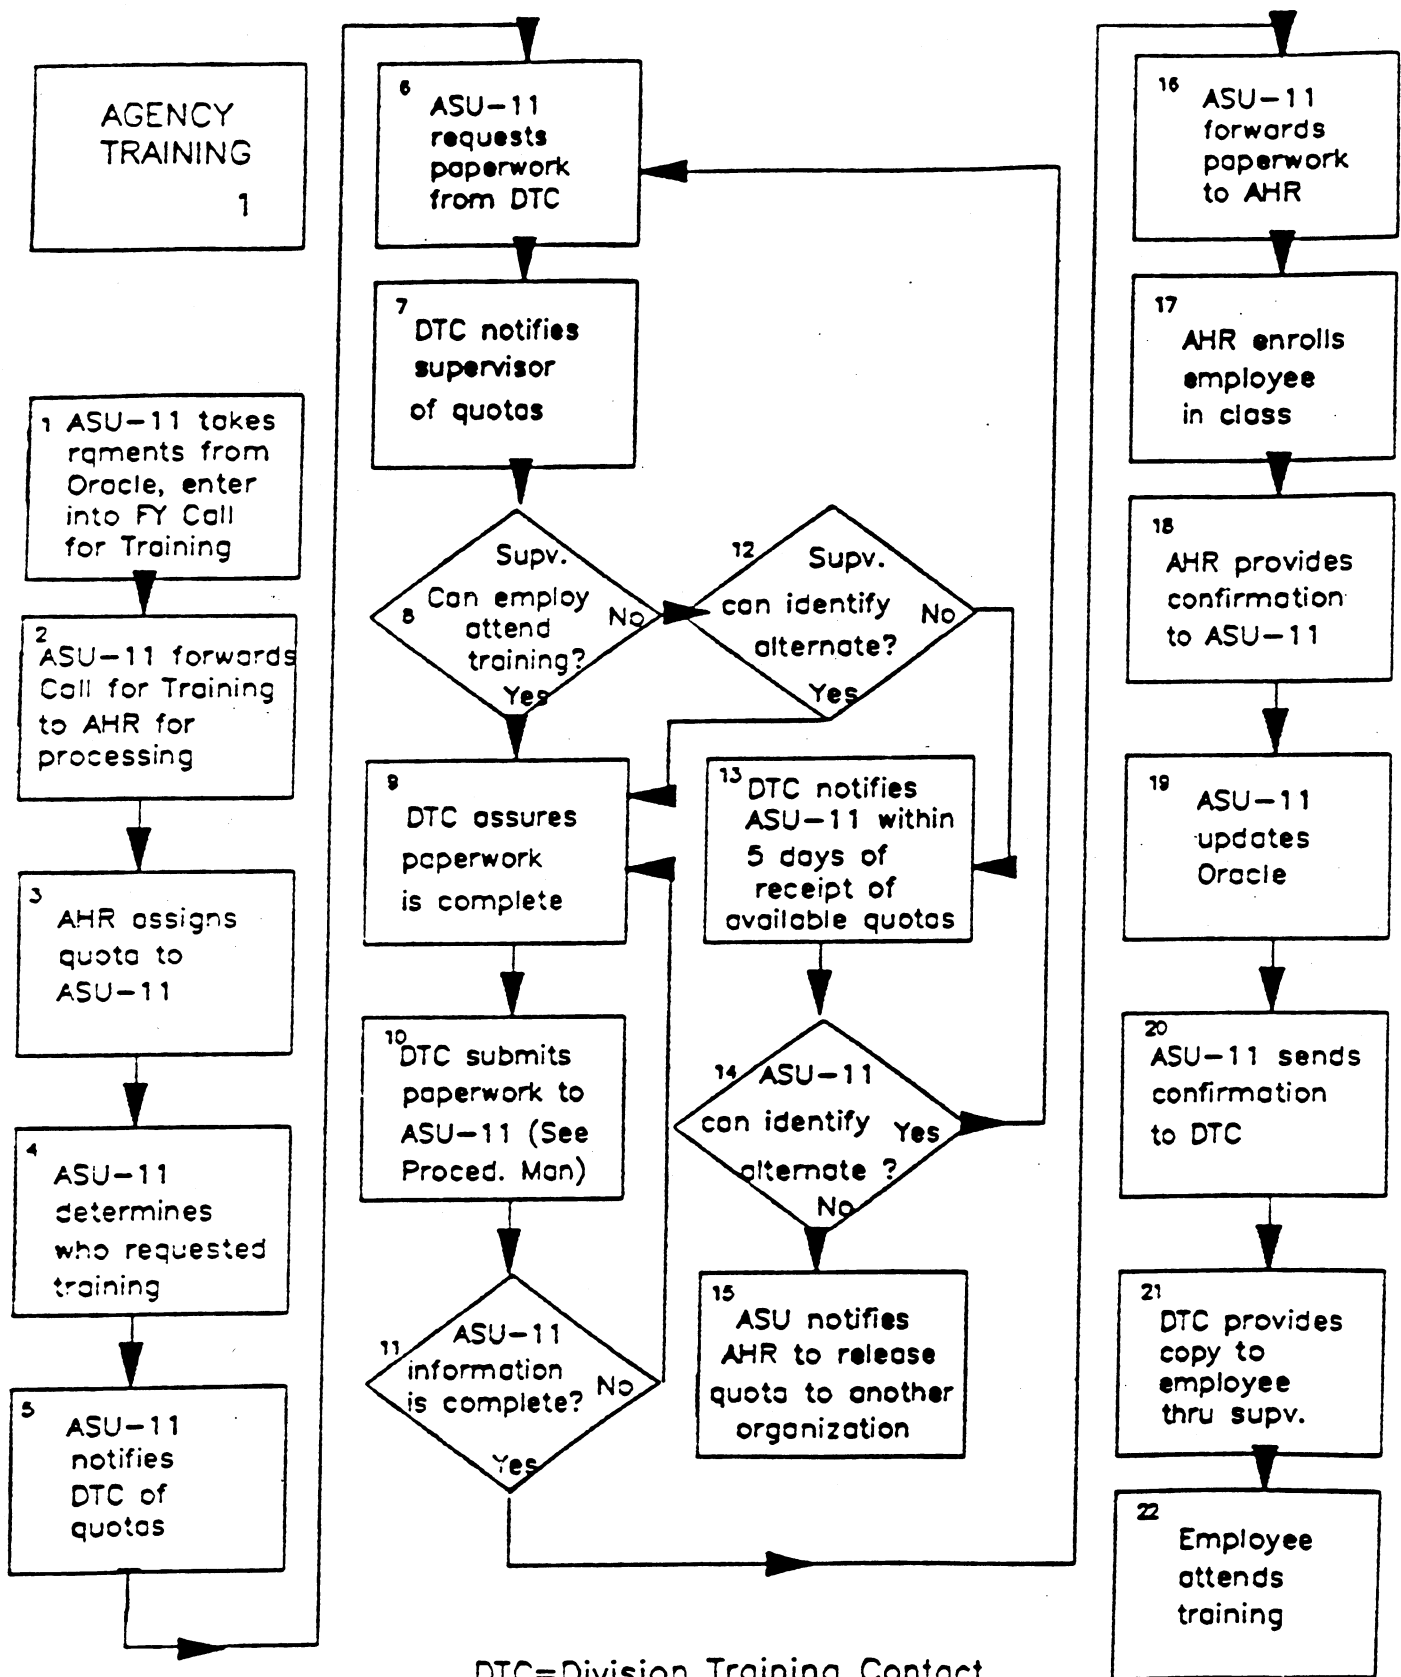 AGENCY
TRAINING
1
1 ASU-11 takes
rqments from
Oracle, enter
into FY Call
for Training
2
ASU-11 forwards
Call for Training
to AHR for
processing
3
AHR assigns
quota to
ASU-11
4
ASU-11
determines
who requested
training
5
ASU-11
notifies
DTC of
quotas
6
ASU-11
requests
paperwork
from DTC
7
DTC notifies
supervisor
of quotas
Supv.
8 Can employ
attend
training?
No
Yes
9
DTC assures
paperwork
is complete
10
DTC submits
paperwork to
ASU-11 (See
Proced. Man)
11
ASU-11
information
is complete?
No
Yes
12
Supv.
can identify
alternate?
No
Yes
13
DTC notifies
ASU-11 within
5 days of
receipt of
available quotas
14
ASU-11
can identify
alternate ?
Yes
No
15
ASU notifies
AHR to release
quota to another
organization
16
ASU-11
forwards
paperwork
to AHR
17
AHR enrolls
employee
in class
18
AHR provides
confirmation
to ASU-11
19
ASU-11
updates
Oracle
20
ASU-11 sends
confirmation
to DTC
21
DTC provides
copy to
employee
thru supv.
22
Employee
attends
training
DTC=Division Training Contact